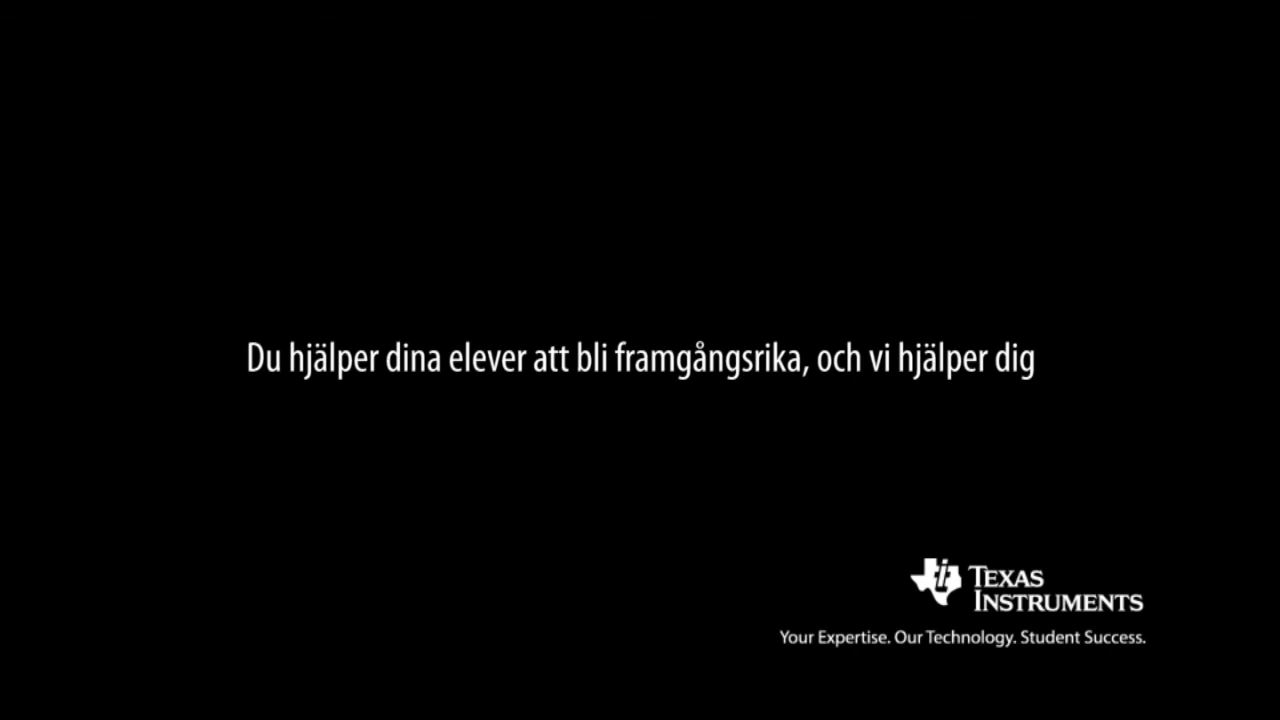 Du hjälper dina elever att bli framgångsrika, och vi hjälper dig
TEXAS
INSTRUMENTS
Your Expertise. Our Technology. Student Success.